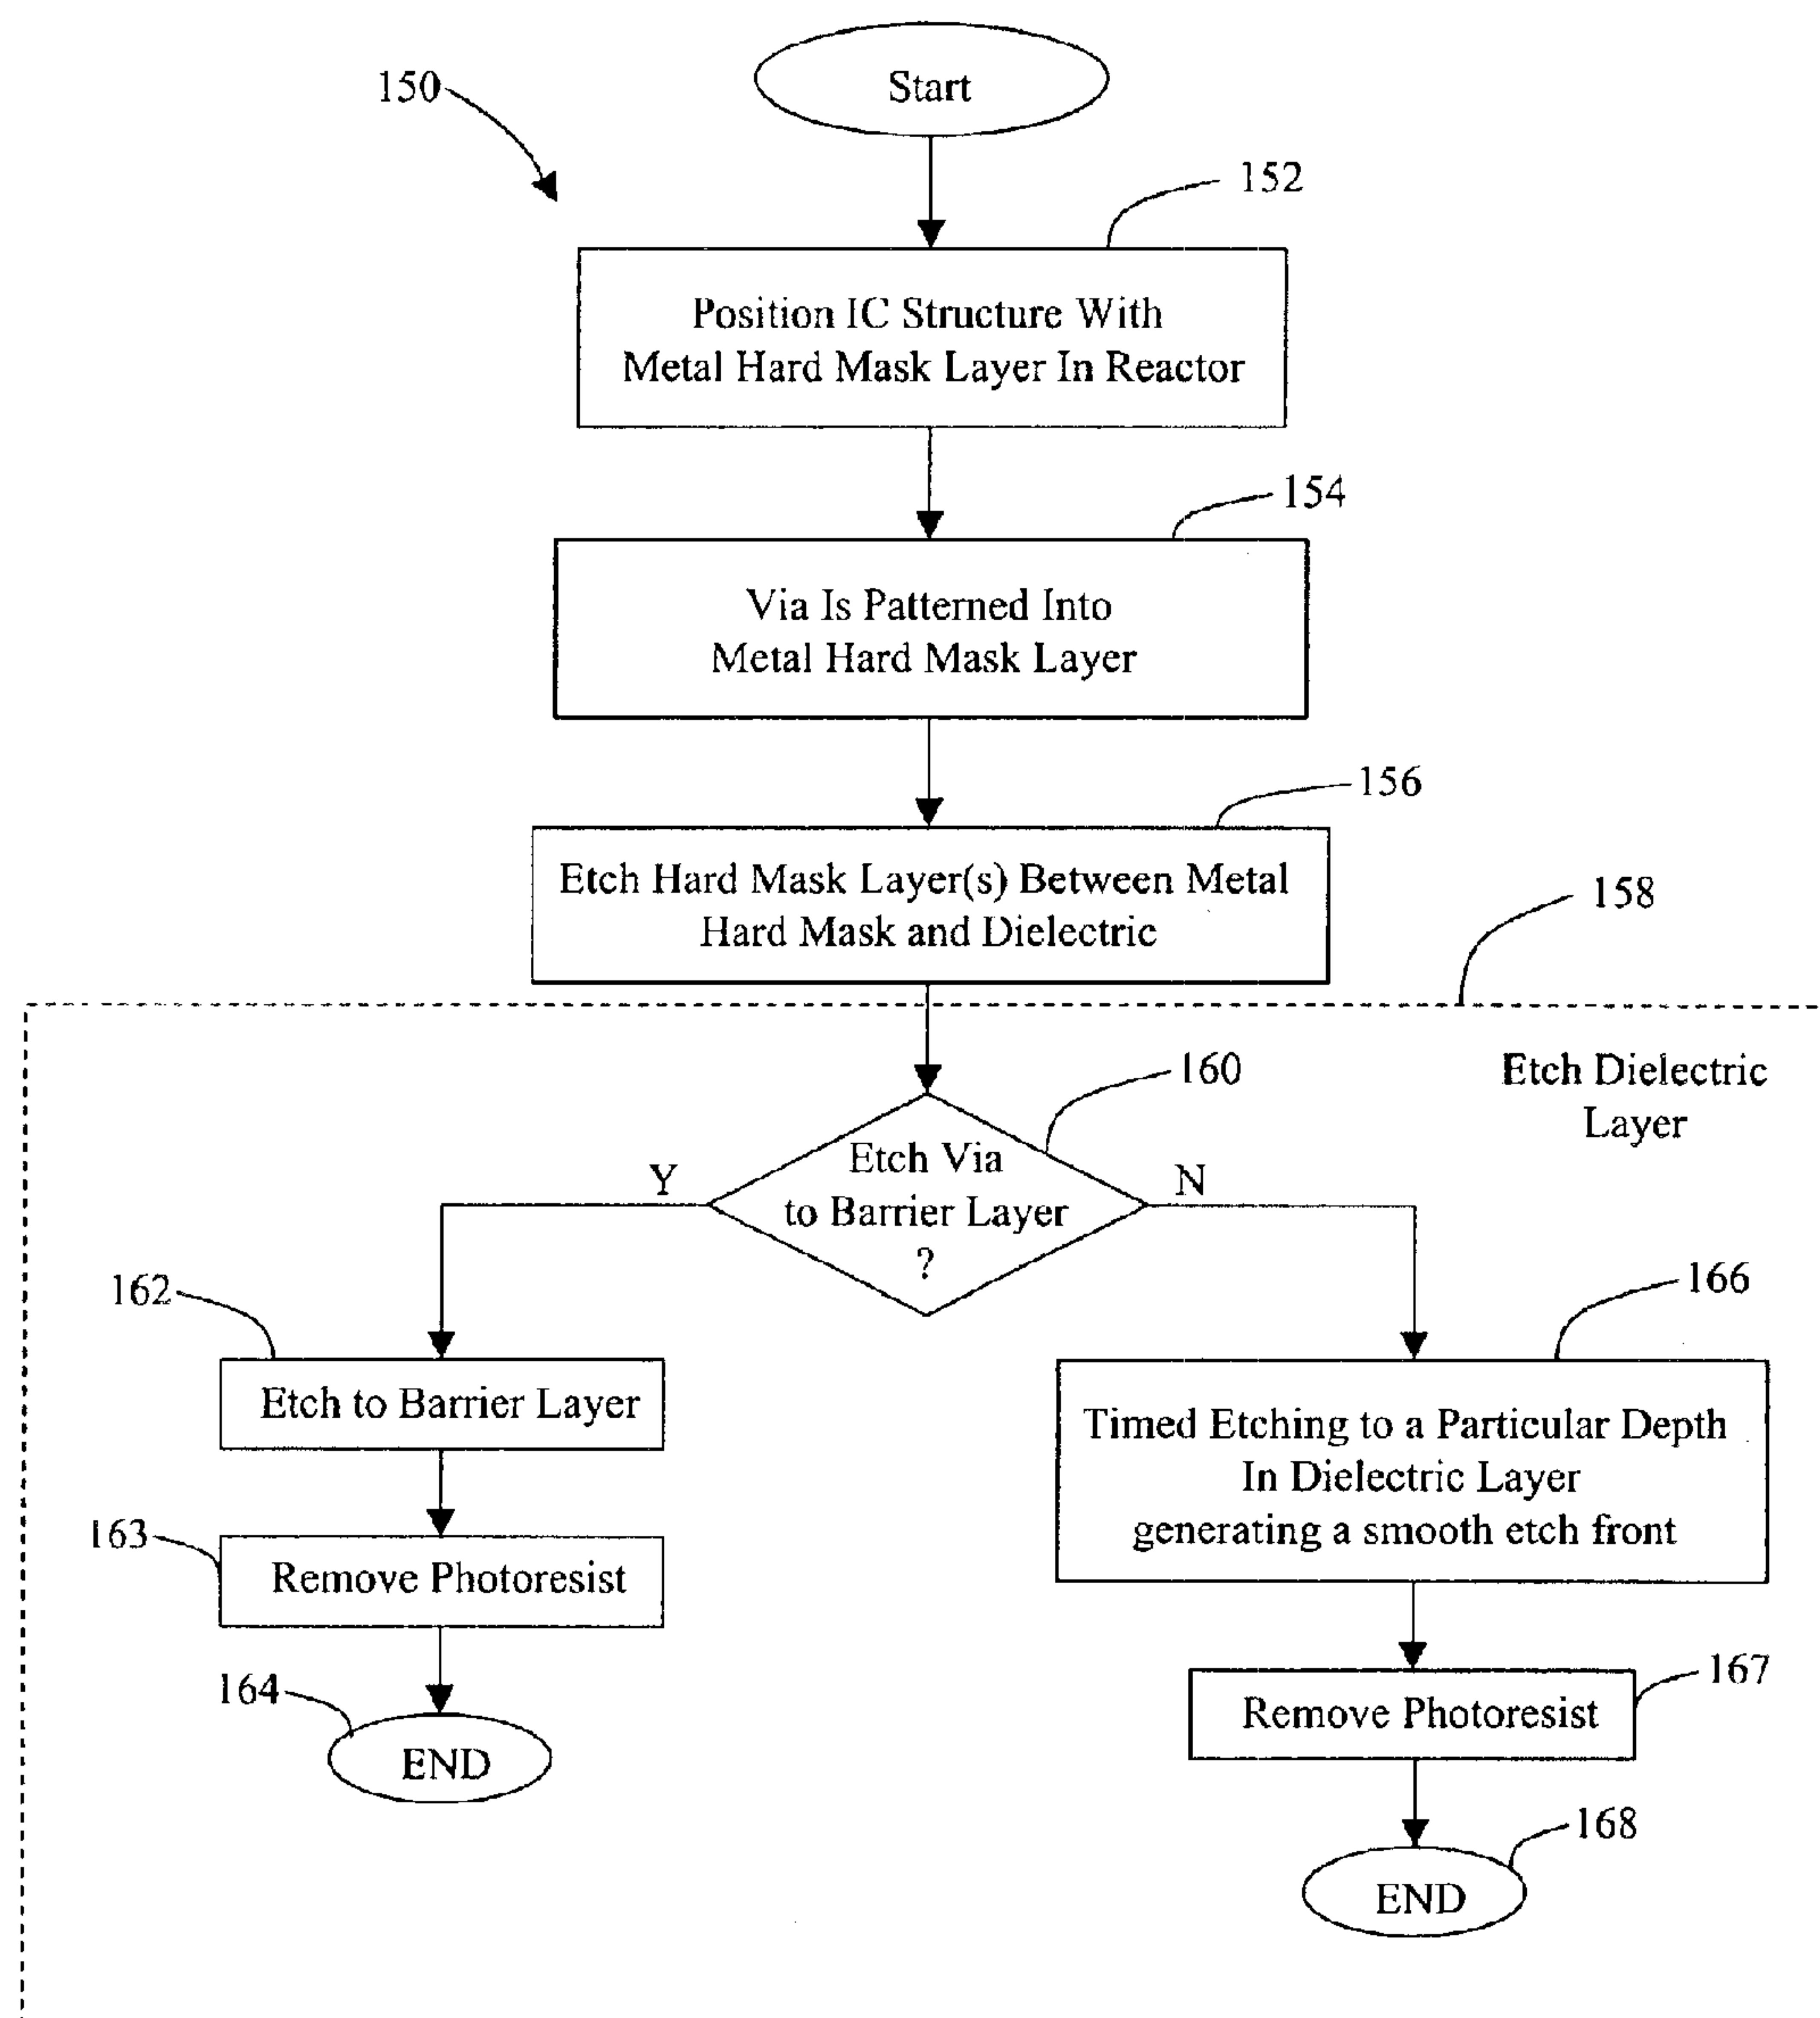 Start
150
152
Position IC Structure With
Metal Hard Mask Layer In Reactor
154
Via Is Patterned Into
Metal Hard Mask Layer
156
Etch Hard Mask Layer(s) Between Metal
Hard Mask and Dielectric
158
Etch Dielectric
Layer
160
Etch Via
to Barrier Layer
?
Y
N
162
Etch to Barrier Layer
163
Remove Photoresist
164
END
166
Timed Etching to a Particular Depth
In Dielectric Layer
generating a smooth etch front
167
Remove Photoresist
168
END